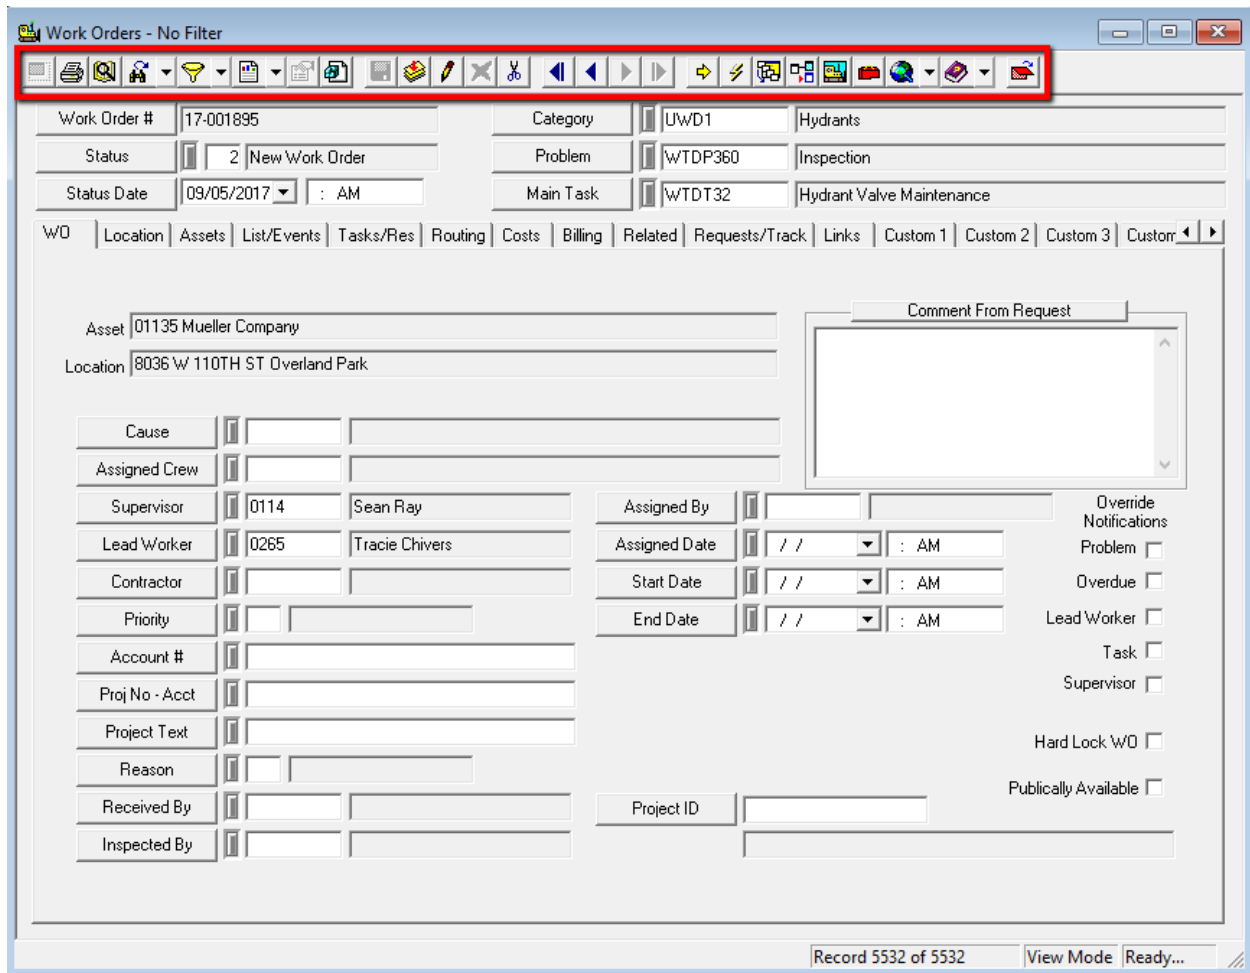 Work Orders - No Filter
Work Order # 17-001895 Category UWD1 Hydrants
Status 2 New Work Order Problem WTDP360 Inspection
Status Date 09/05/2017 : AM Main Task WTDT32 Hydrant Valve Maintenance
WO Location Assets List/Events Tasks/Res Routing Costs Billing Related Requests/Track Links Custom 1 Custom 2 Custom 3 Custom
Comment From Request
Asset 01135 Mueller Company
Location 8036 W 110TH ST Overland Park
Cause
Assigned Crew
Supervisor 0114 Sean Ray Assigned By Override
Notifications
Lead Worker 0265 Tracie Chivers Assigned Date / / : AM Problem
Contractor Start Date / / : AM Overdue
Priority End Date / / : AM Lead Worker
Account # Task
Proj No - Acct Supervisor
Project Text Hard Lock WO
Reason Publically Available
Received By Project ID
Inspected By
Record 5532 of 5532 View Mode Ready...